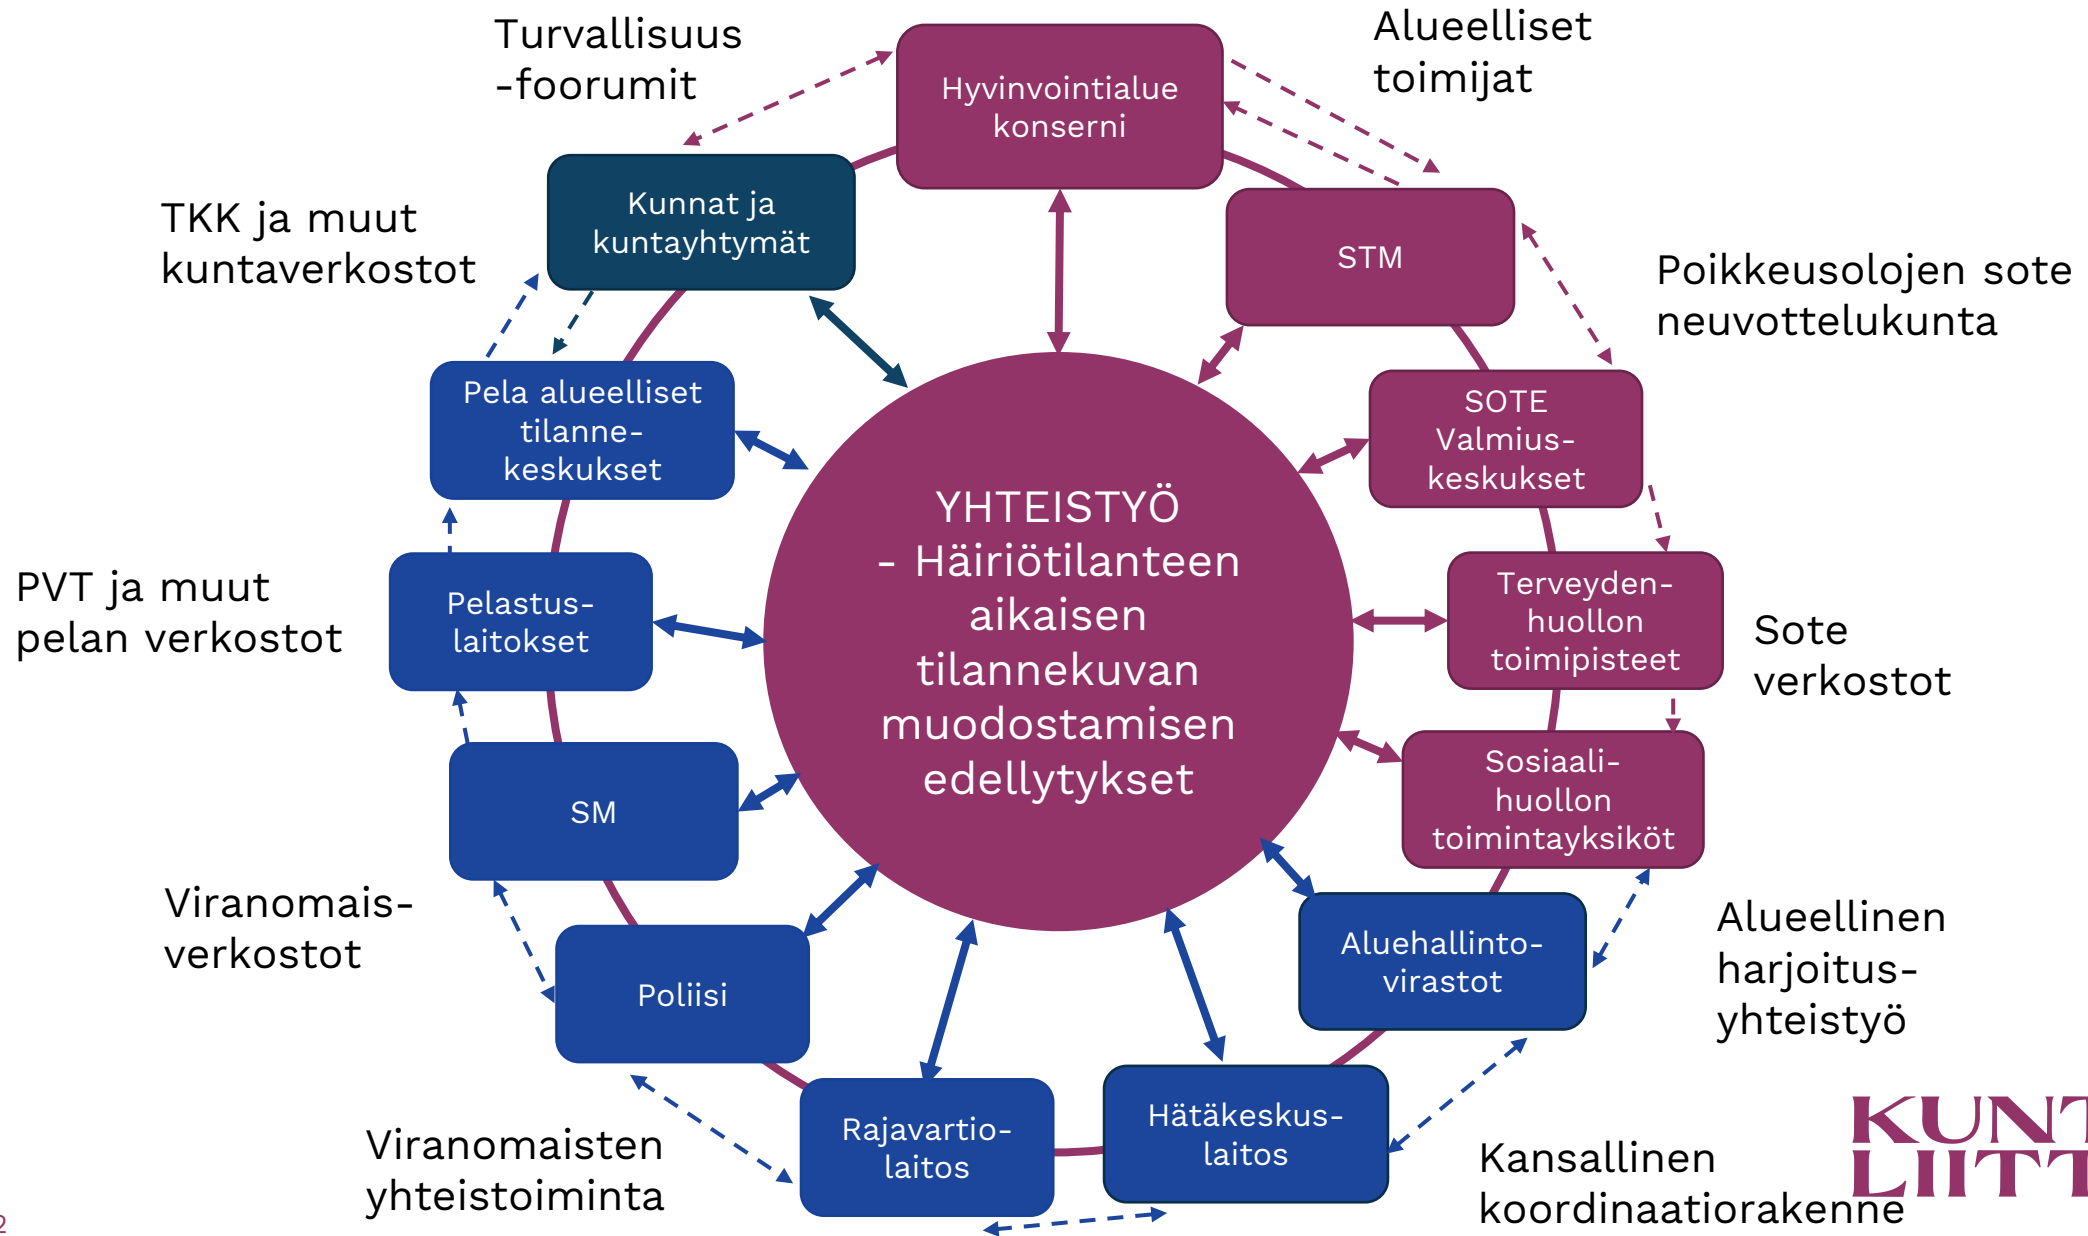 Turvallisuus
-foorumit
Alueelliset
toimijat
Hyvinvointialue
konserni
Kunnat ja
kuntayhtymät
STM
TKK ja muut
kuntaverkostot
Poikkeusolojen sote
neuvottelukunta
Pela alueelliset
tilanne-
keskukset
SOTE
Valmius-
keskukset
YHTEISTYÖ
- Häiriötilanteen
aikaisen
tilannekuvan
muodostamisen
edellytykset
PVT ja muut
pelan verkostot
Pelastus-
laitokset
Terveyden-
huollon
toimipisteet
Sote
verkostot
SM
Sosiaali-
huollon
toimintayksiköt
Viranomais-
verkostot
Poliisi
Aluehallinto-
virastot
Alueellinen
harjoitus-
yhteistyö
Viranomaisten
yhteistoiminta
Rajavartio-
laitos
Hätäkeskus-
laitos
Kansallinen
koordinaatiorakenne
KUNT
LIITT
2